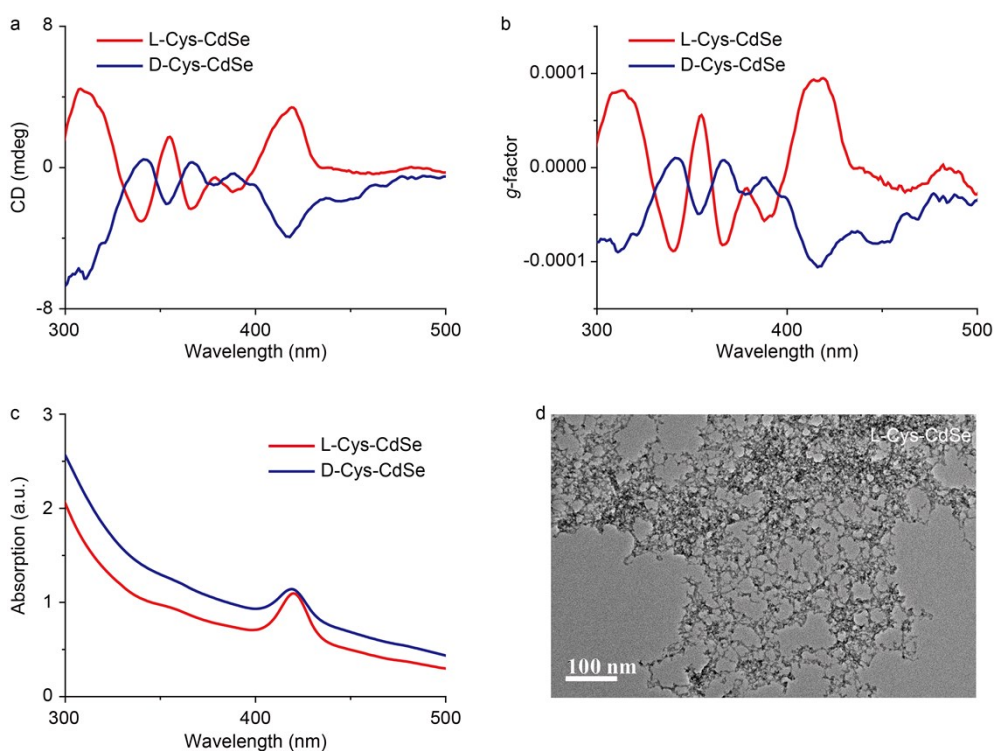 a
L-Cys-CdSe
D-Cys-CdSe
8
0
-8
CD (mdeg)
300
400
500
Wavelength (nm)
b
L-Cys-CdSe
D-Cys-CdSe
0.0001
0.0000
-0.0001
g-factor
300
400
500
Wavelength (nm)
c
L-Cys-CdSe
D-Cys-CdSe
3
2
1
0
Absorption (a.u.)
300
400
500
Wavelength (nm)
d
L-Cys-CdSe
100 nm